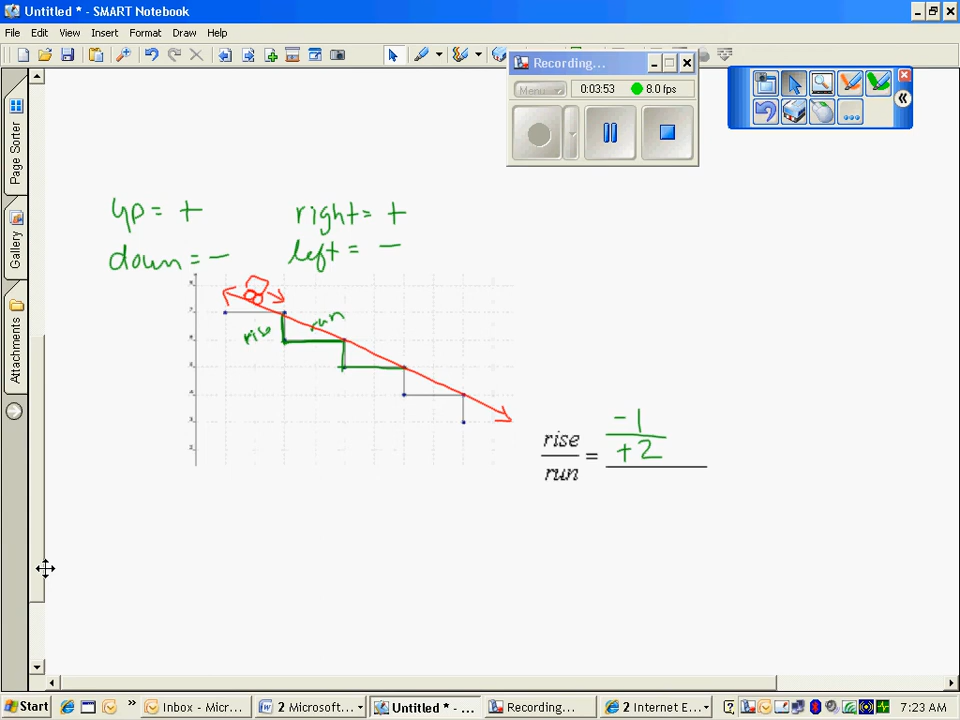 Untitled * - SMART Notebook
File Edit View Insert Format Draw Help
Recording...
Menu
0:03:53 8.0 fps
Page Sorter
Gallery
Attachments
up = + right = +
down = - left = -
rise run
rise
run
=
-1
+2
Start Inbox - Micr... 2 Microsoft... Untitled * - ... Recording... 2 Internet E... 7:23 AM